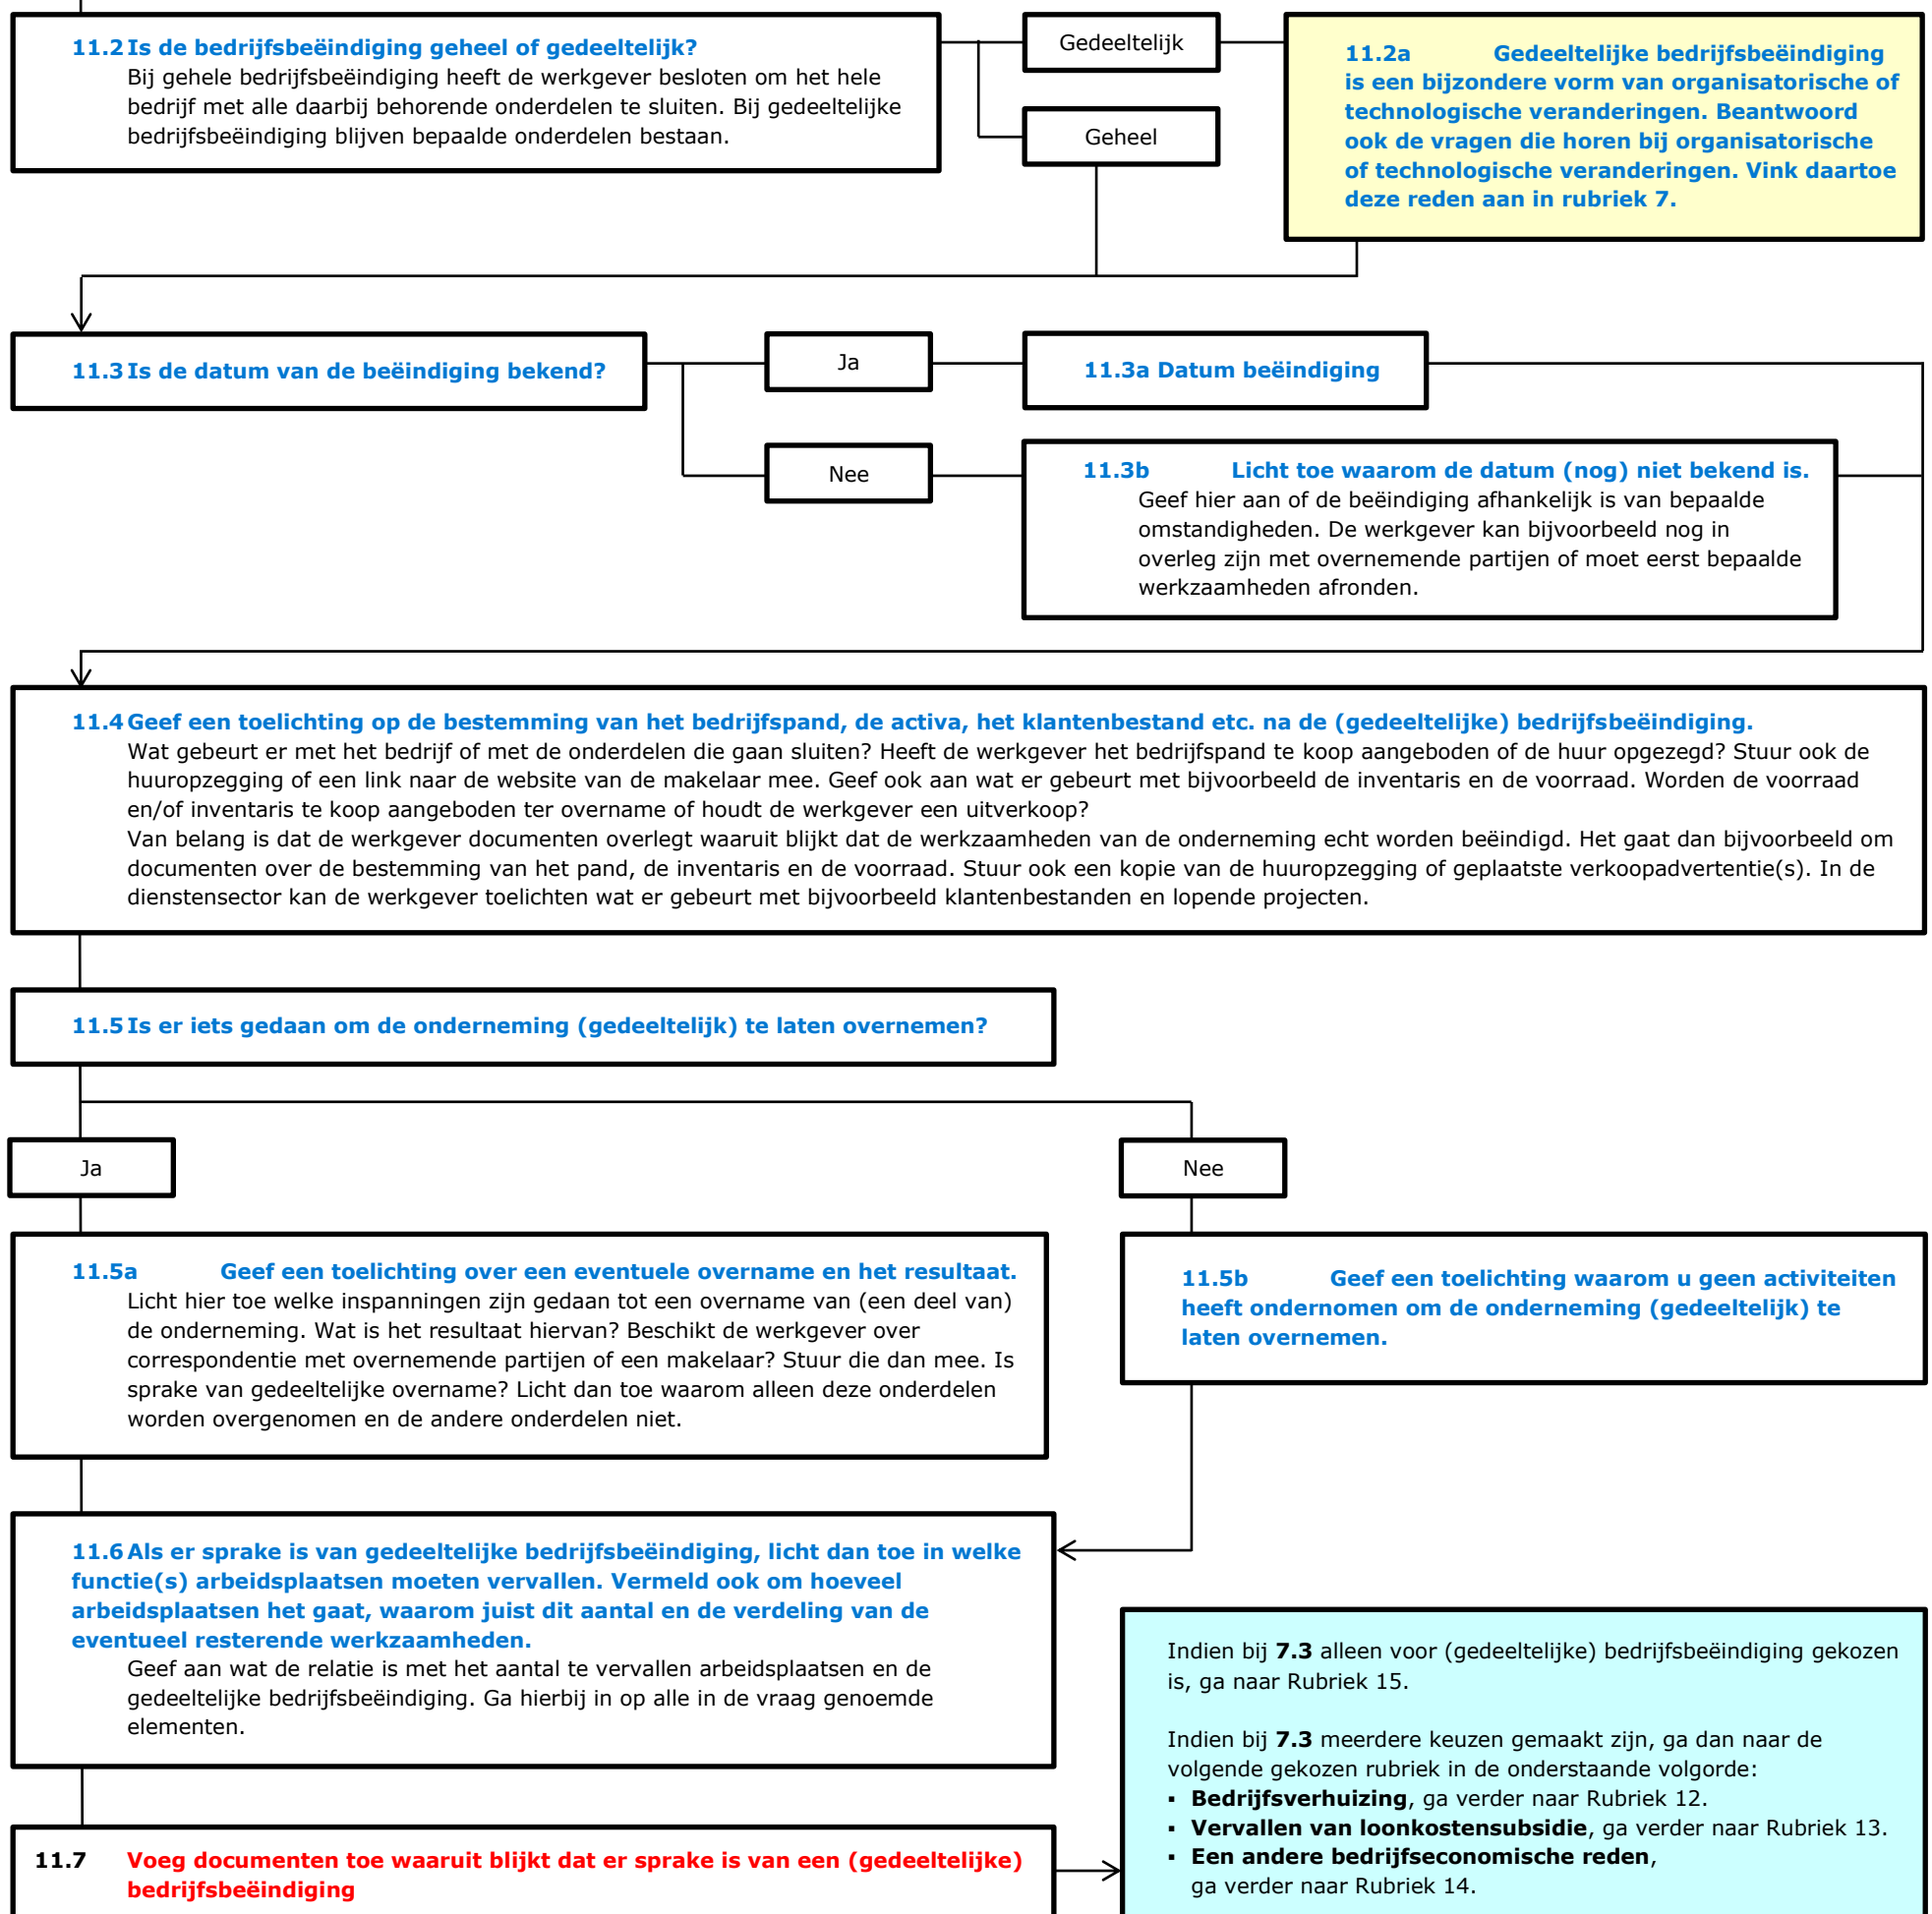 11.2 Is de bedrijfsbeëindiging geheel of gedeeltelijk?
Bij gehele bedrijfsbeëindiging heeft de werkgever besloten om het hele
bedrijf met alle daarbij behorende onderdelen te sluiten. Bij gedeeltelijke
bedrijfsbeëindiging blijven bepaalde onderdelen bestaan.
Gedeeltelijk
Geheel
11.2a Gedeeltelijke bedrijfsbeëindiging
is een bijzondere vorm van organisatorische of
technologische veranderingen. Beantwoord
ook de vragen die horen bij organisatorische
of technologische veranderingen. Vink daartoe
deze reden aan in rubriek 7.
11.3 Is de datum van de beëindiging bekend?
Ja
11.3a Datum beëindiging
Nee
11.3b Licht toe waarom de datum (nog) niet bekend is.
Geef hier aan of de beëindiging afhankelijk is van bepaalde
omstandigheden. De werkgever kan bijvoorbeeld nog in
overleg zijn met overnemende partijen of moet eerst bepaalde
werkzaamheden afronden.
11.4 Geef een toelichting op de bestemming van het bedrijfspand, de activa, het klantenbestand etc. na de (gedeeltelijke) bedrijfsbeëindiging.
Wat gebeurt er met het bedrijf of met de onderdelen die gaan sluiten? Heeft de werkgever het bedrijfspand te koop aangeboden of de huur opgezegd? Stuur ook de
huuropzegging of een link naar de website van de makelaar mee. Geef ook aan wat er gebeurt met bijvoorbeeld de inventaris en de voorraad. Worden de voorraad
en/of inventaris te koop aangeboden ter overname of houdt de werkgever een uitverkoop?
Van belang is dat de werkgever documenten overlegt waaruit blijkt dat de werkzaamheden van de onderneming echt worden beëindigd. Het gaat dan bijvoorbeeld om
documenten over de bestemming van het pand, de inventaris en de voorraad. Stuur ook een kopie van de huuropzegging of geplaatste verkoopadvertentie(s). In de
dienstensector kan de werkgever toelichten wat er gebeurt met bijvoorbeeld klantenbestanden en lopende projecten.
11.5 Is er iets gedaan om de onderneming (gedeeltelijk) te laten overnemen?
Ja
Nee
11.5a Geef een toelichting over een eventuele overname en het resultaat.
Licht hier toe welke inspanningen zijn gedaan tot een overname van (een deel van)
de onderneming. Wat is het resultaat hiervan? Beschikt de werkgever over
correspondentie met overnemende partijen of een makelaar? Stuur die dan mee. Is
sprake van gedeeltelijke overname? Licht dan toe waarom alleen deze onderdelen
worden overgenomen en de andere onderdelen niet.
11.5b Geef een toelichting waarom u geen activiteiten
heeft ondernomen om de onderneming (gedeeltelijk) te
laten overnemen.
11.6 Als er sprake is van gedeeltelijke bedrijfsbeëindiging, licht dan toe in welke
functie(s) arbeidsplaatsen moeten vervallen. Vermeld ook om hoeveel
arbeidsplaatsen het gaat, waarom juist dit aantal en de verdeling van de
eventueel resterende werkzaamheden.
Geef aan wat de relatie is met het aantal te vervallen arbeidsplaatsen en de
gedeeltelijke bedrijfsbeëindiging. Ga hierbij in op alle in de vraag genoemde
elementen.
11.7 Voeg documenten toe waaruit blijkt dat er sprake is van een (gedeeltelijke)
bedrijfsbeëindiging
Indien bij 7.3 alleen voor (gedeeltelijke) bedrijfsbeëindiging gekozen
is, ga naar Rubriek 15.
Indien bij 7.3 meerdere keuzen gemaakt zijn, ga dan naar de
volgende gekozen rubriek in de onderstaande volgorde:
▪ Bedrijfsverhuizing, ga verder naar Rubriek 12.
▪ Vervallen van loonkostensubsidie, ga verder naar Rubriek 13.
▪ Een andere bedrijfseconomische reden,
ga verder naar Rubriek 14.